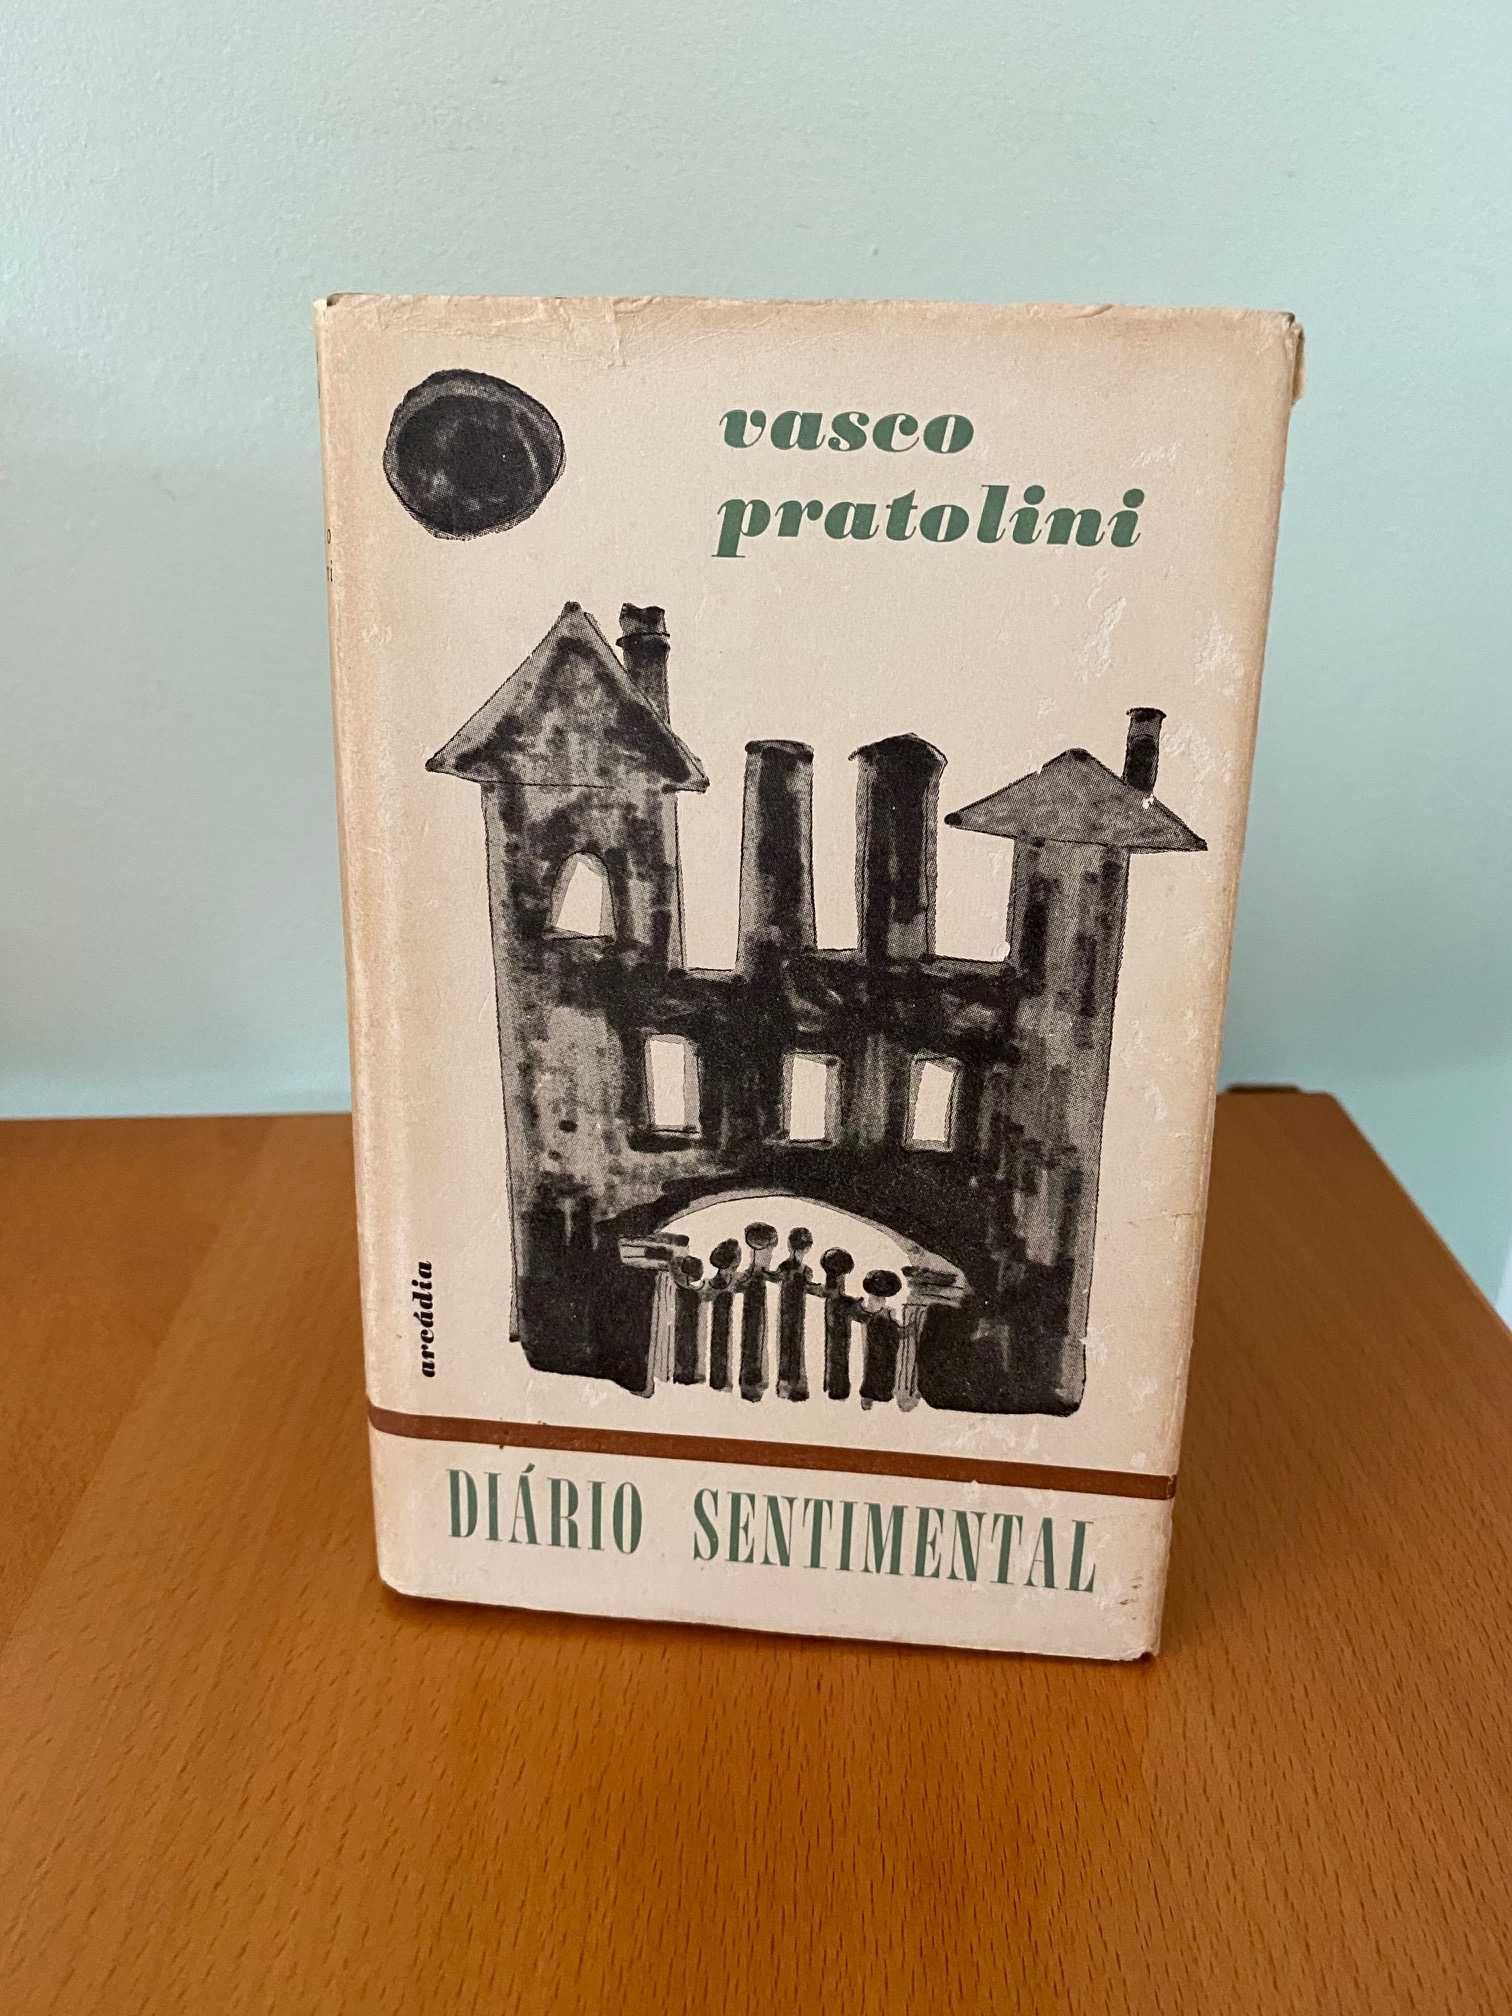 vasco
pratolini
arcádia
DIÁRIO SENTIMENTAL